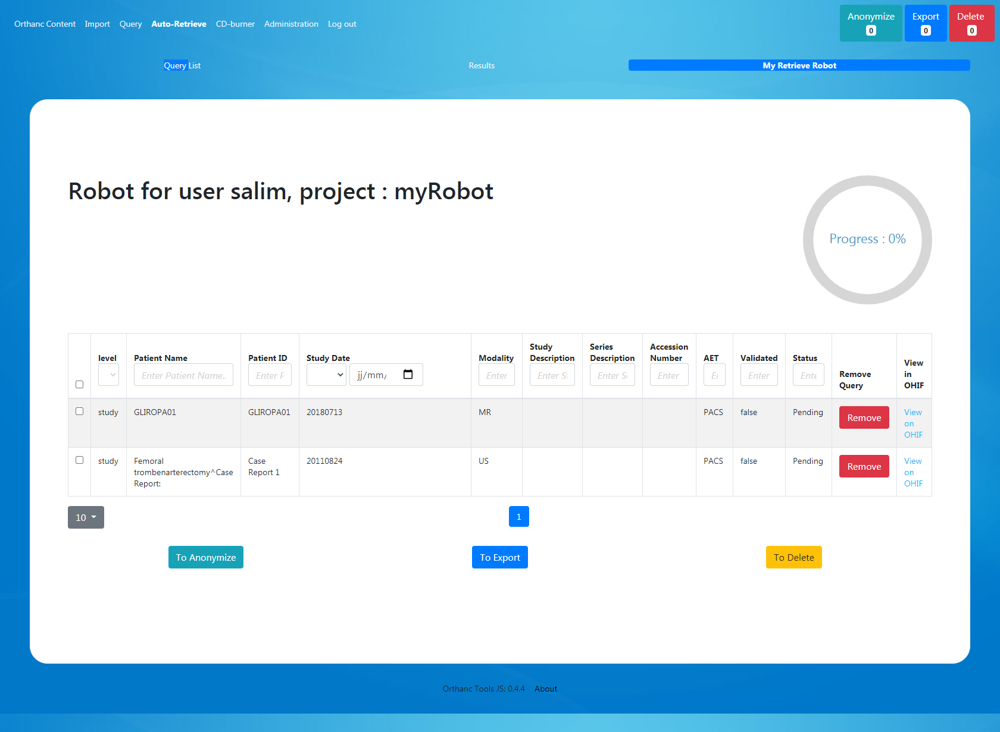 Orthanc Content Import Query Auto-Retrieve CD-burner Administration Log out
Anonymize 0
Export 0
Delete 0
Query List Results My Retrieve Robot
Robot for user salim, project : myRobot
Progress : 0%
level
Patient Name
Enter Patient Name..
Patient ID
Enter P
Study Date
jj/mm/
Modality
Enter
Study
Description
Enter St
Series
Description
Enter Se
Accession
Number
Enter
AET
Validated
Enter
Status
Ente
Remove
Query
View
in
OHIF
study GLIROPA01 GLIROPA01 20180713 MR PACS false Pending Remove
View
on
OHIF
study
Femoral
trombenarterectomy^Case
Report:
Case
Report 1
20110824 US PACS false Pending Remove
View
on
OHIF
10 1
To Anonymize To Export To Delete
Orthanc Tools JS: 0.4.4 About